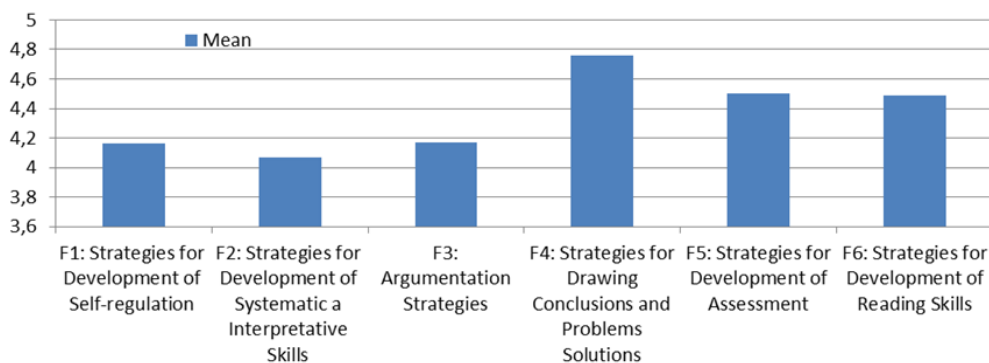 5
4,8
4,6
4,4
4,2
4
3,8
3,6
Mean
F1: Strategies for
Development of
Self-regulation
F2: Strategies for
Development of
Systematic a
Interpretative
Skills
F3:
Argumentation
Strategies
F4: Strategies for
Drawing
Conclusions and
Problems
Solutions
F5: Strategies for
Development of
Assessment
F6: Strategies for
Development of
Reading Skills